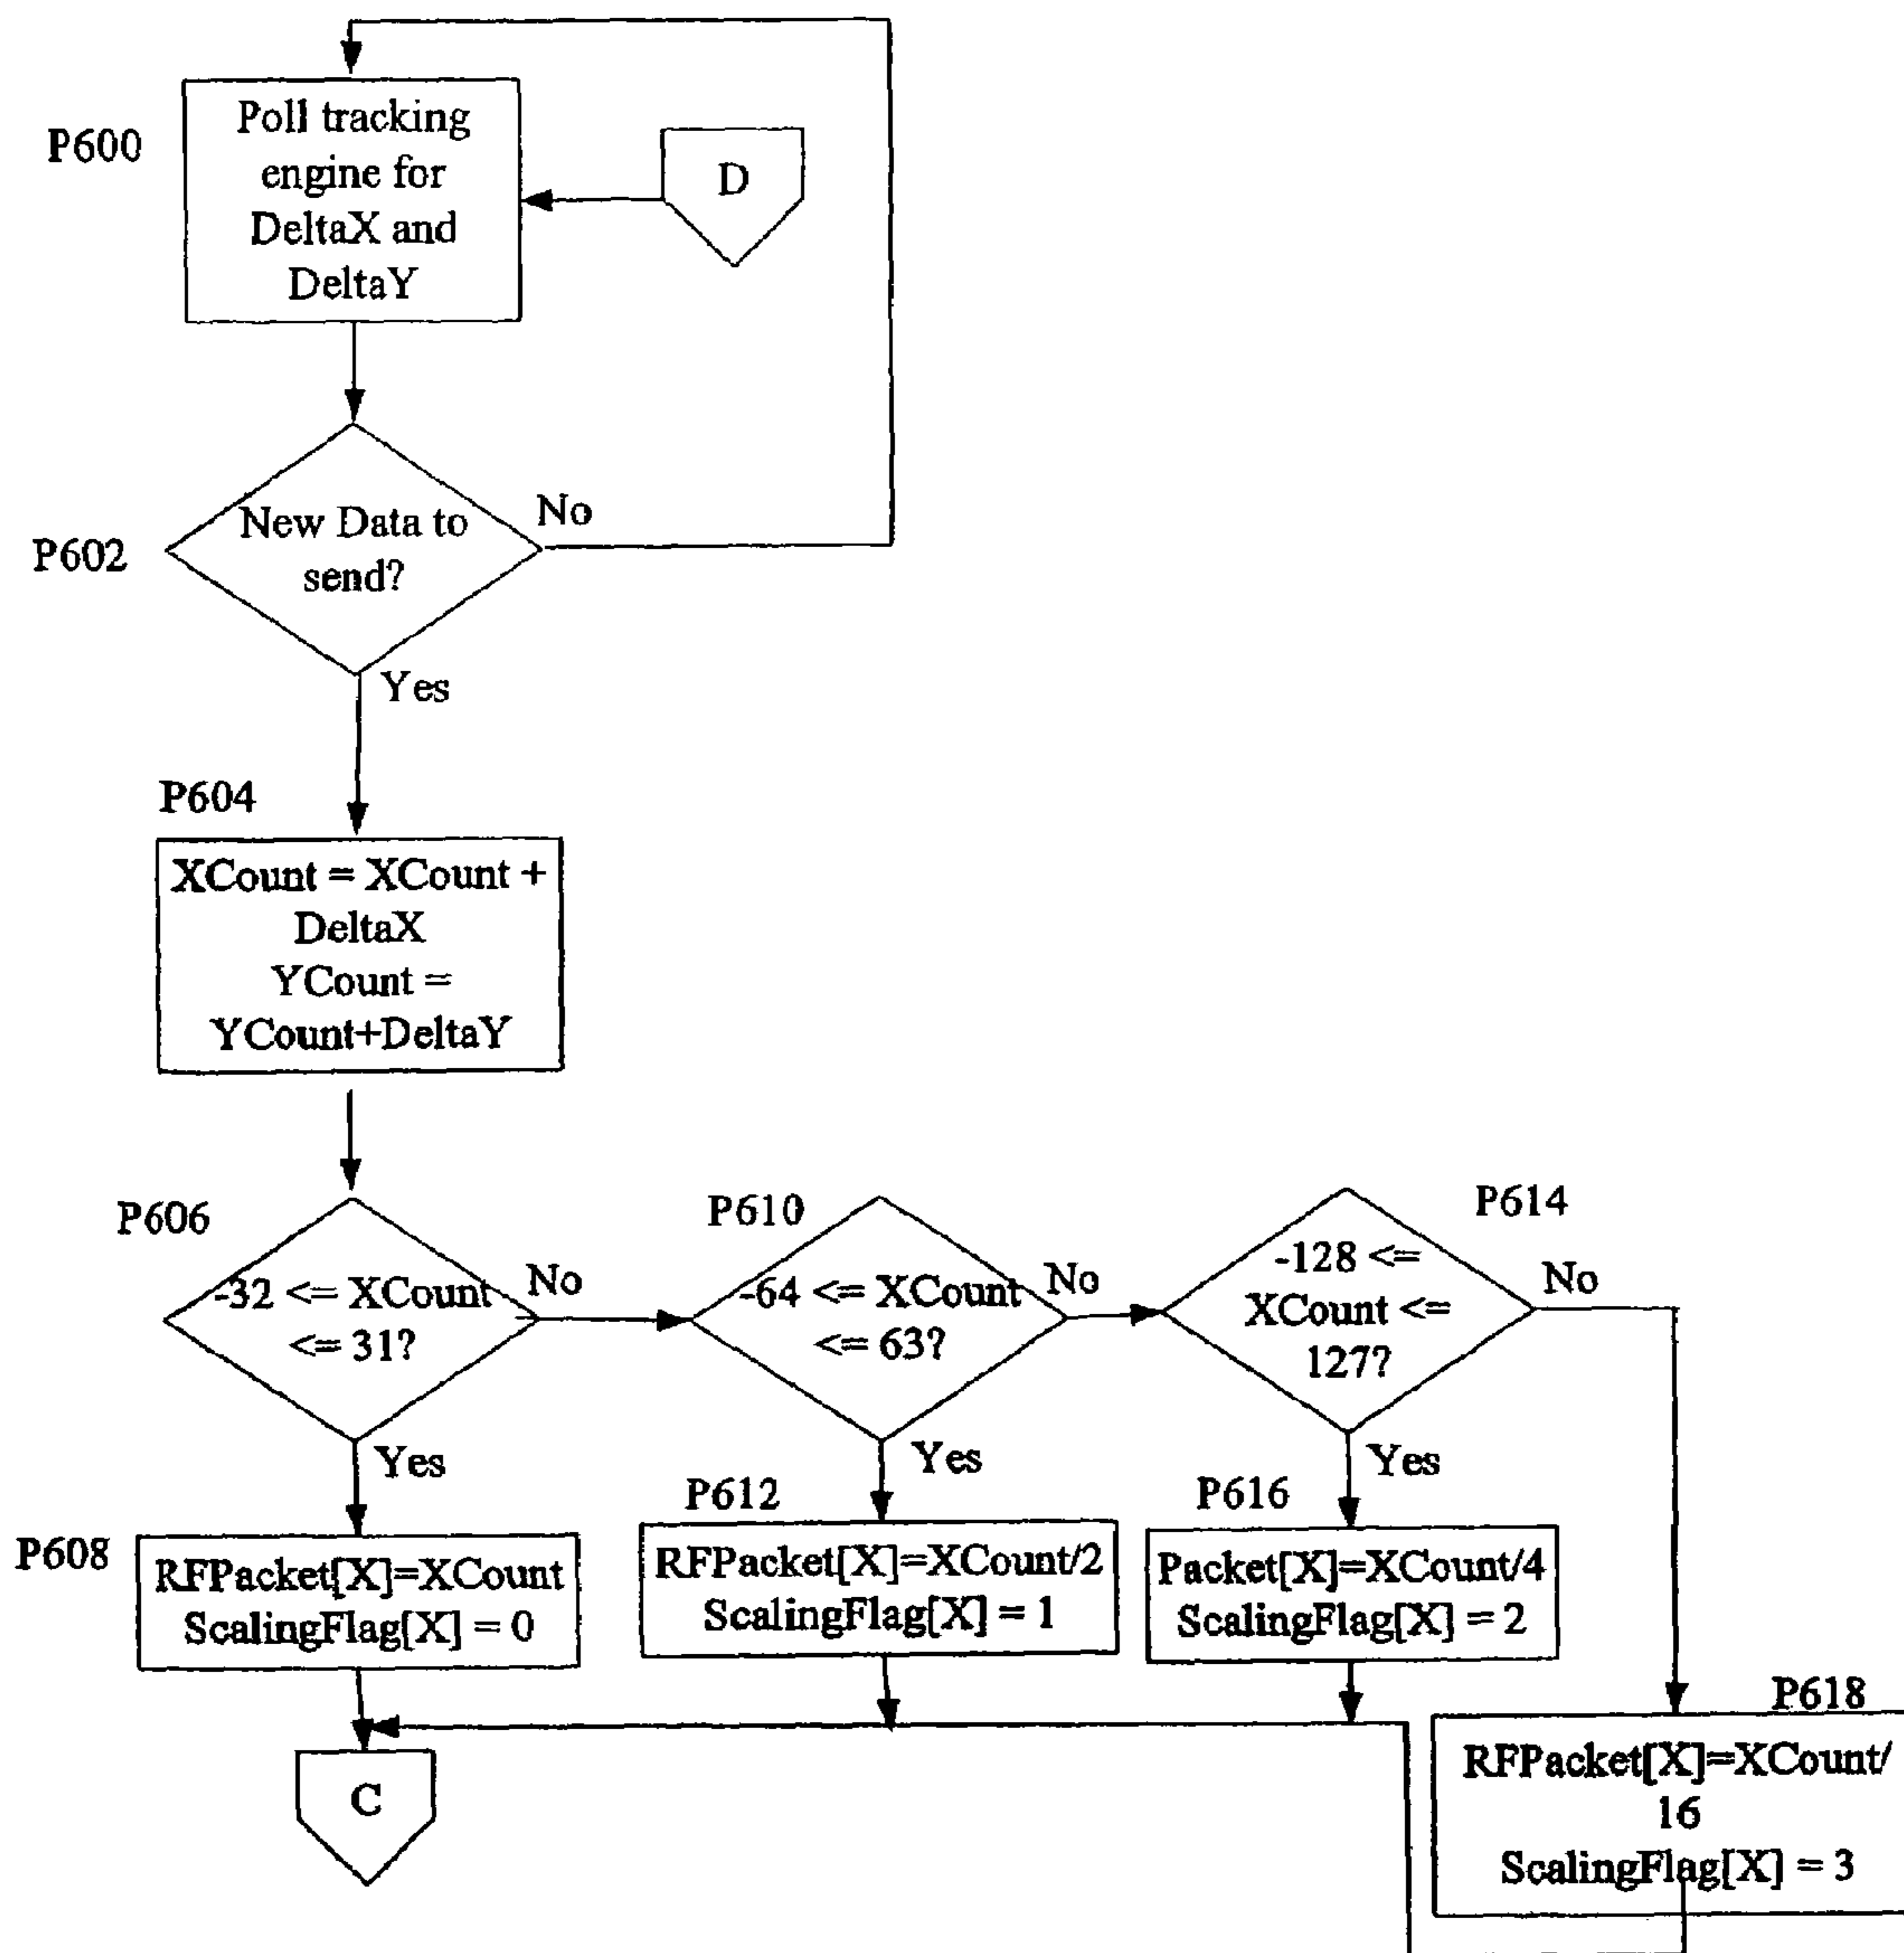 P600
Poll tracking
engine for
DeltaX and
DeltaY
D
P602
New Data to
send?
No
Yes
P604
XCount = XCount +
DeltaX
YCount =
YCount+DeltaY
P606
-32 <= XCount
<= 31?
No
Yes
P610
-64 <= XCount
<= 63?
No
Yes
P614
-128 <=
XCount <=
127?
No
Yes
P608
RFPacket[X]=XCount
ScalingFlag[X] = 0
P612
RFPacket[X]=XCount/2
ScalingFlag[X] = 1
P616
Packet[X]=XCount/4
ScalingFlag[X] = 2
P618
RFPacket[X]=XCount/
16
ScalingFlag[X] = 3
C